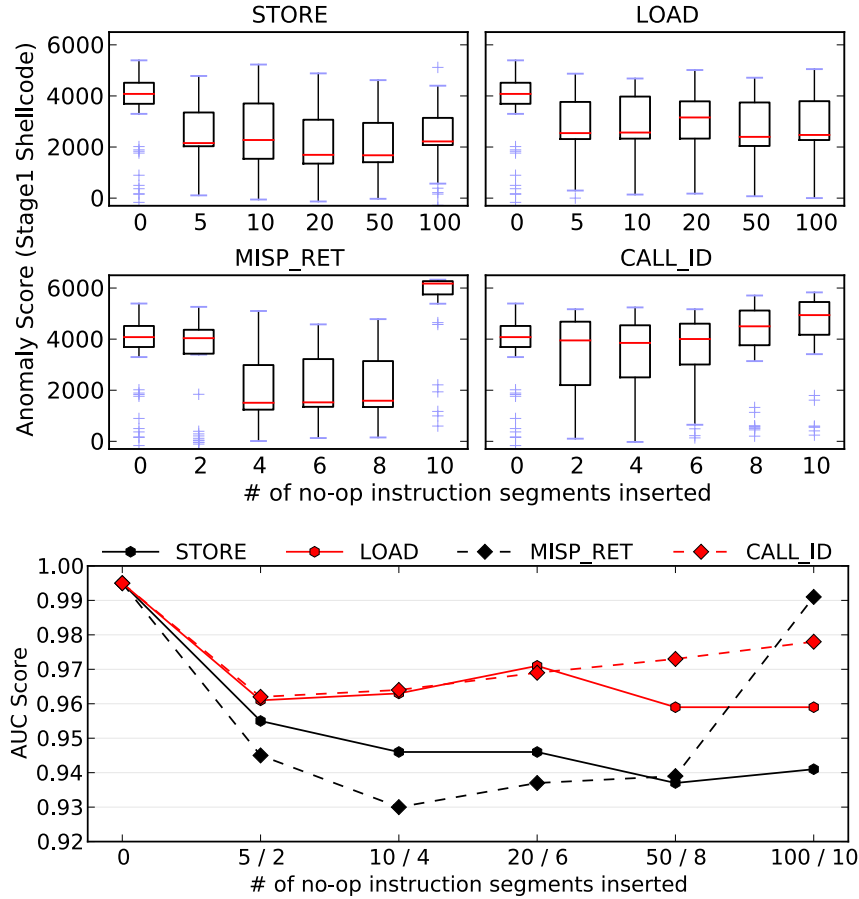 STORE
LOAD
Anomaly Score (Stage1 Shellcode)
6000
4000
2000
0
0 5 10 20 50 100
0 5 10 20 50 100
MISP_RET
CALL_ID
6000
4000
2000
0
0 2 4 6 8 10
0 2 4 6 8 10
# of no-op instruction segments inserted
STORE LOAD MISP_RET CALL_ID
AUC Score
1.00
0.99
0.98
0.97
0.96
0.95
0.94
0.93
0.92
0 5 / 2 10 / 4 20 / 6 50 / 8 100 / 10
# of no-op instruction segments inserted